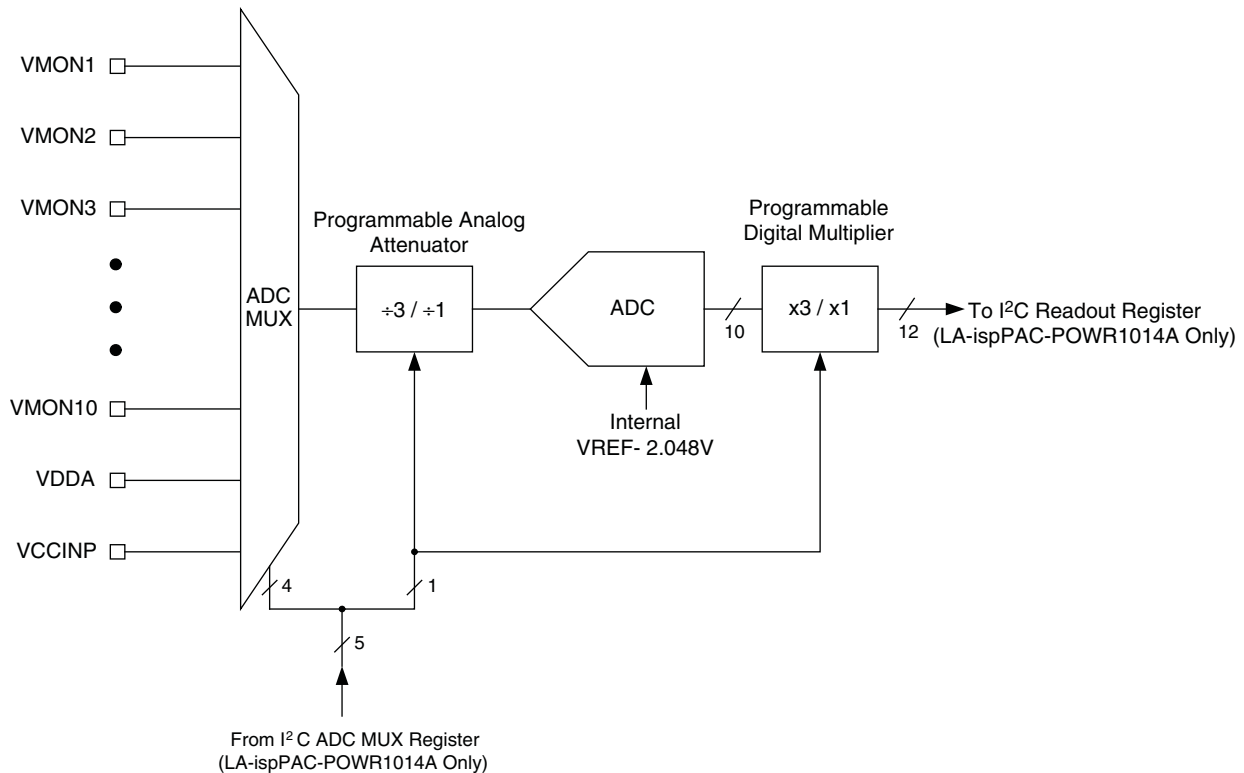 VMON1
VMON2
VMON3
VMON10
VDDA
VCCINP
ADC
MUX
Programmable Analog
Attenuator
÷3 / ÷1
ADC
Internal
VREF- 2.048V
10
Programmable
Digital Multiplier
x3 / x1
12
To I²C Readout Register
(LA-ispPAC-POWR1014A Only)
4
1
5
From I² C ADC MUX Register
(LA-ispPAC-POWR1014A Only)